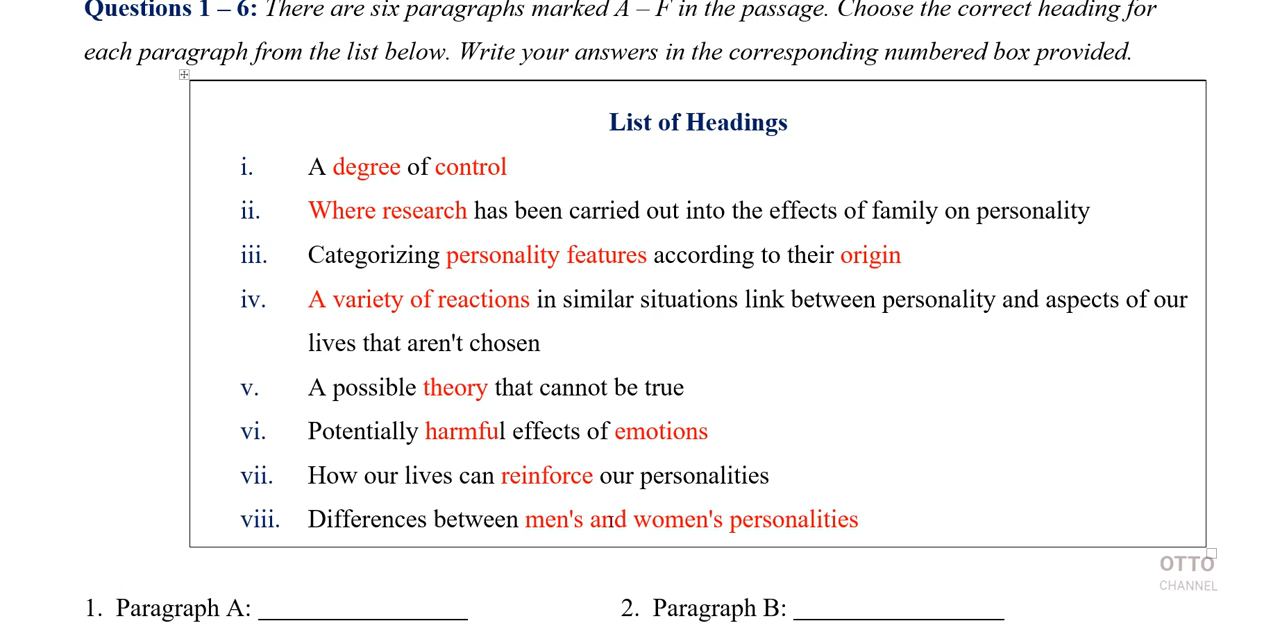 Questions 1 – 6: There are six paragraphs marked A – F in the passage. Choose the correct heading for
each paragraph from the list below. Write your answers in the corresponding numbered box provided.
List of Headings
i. A degree of control
ii. Where research has been carried out into the effects of family on personality
iii. Categorizing personality features according to their origin
iv. A variety of reactions in similar situations link between personality and aspects of our
lives that aren't chosen
v. A possible theory that cannot be true
vi. Potentially harmful effects of emotions
vii. How our lives can reinforce our personalities
viii. Differences between men's and women's personalities
OTTO
CHANNEL
1. Paragraph A: _______________ 2. Paragraph B: _______________